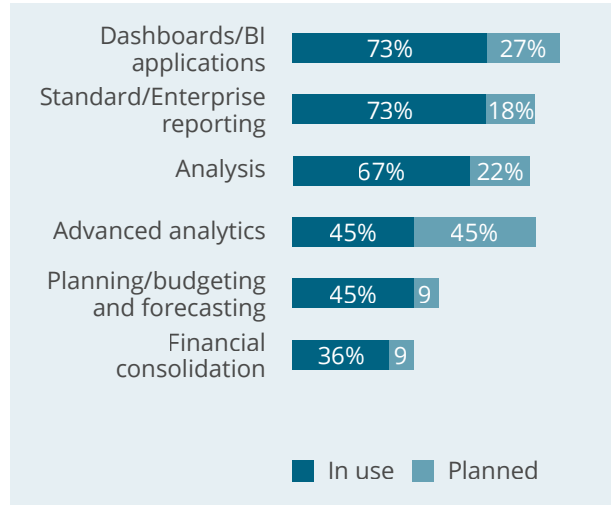 Dashboards/BI
applications
73% 27%
Standard/Enterprise
reporting
73% 18%
Analysis
67% 22%
Advanced analytics
45% 45%
Planning/budgeting
and forecasting
45% 9
Financial
consolidation
36% 9
In use Planned